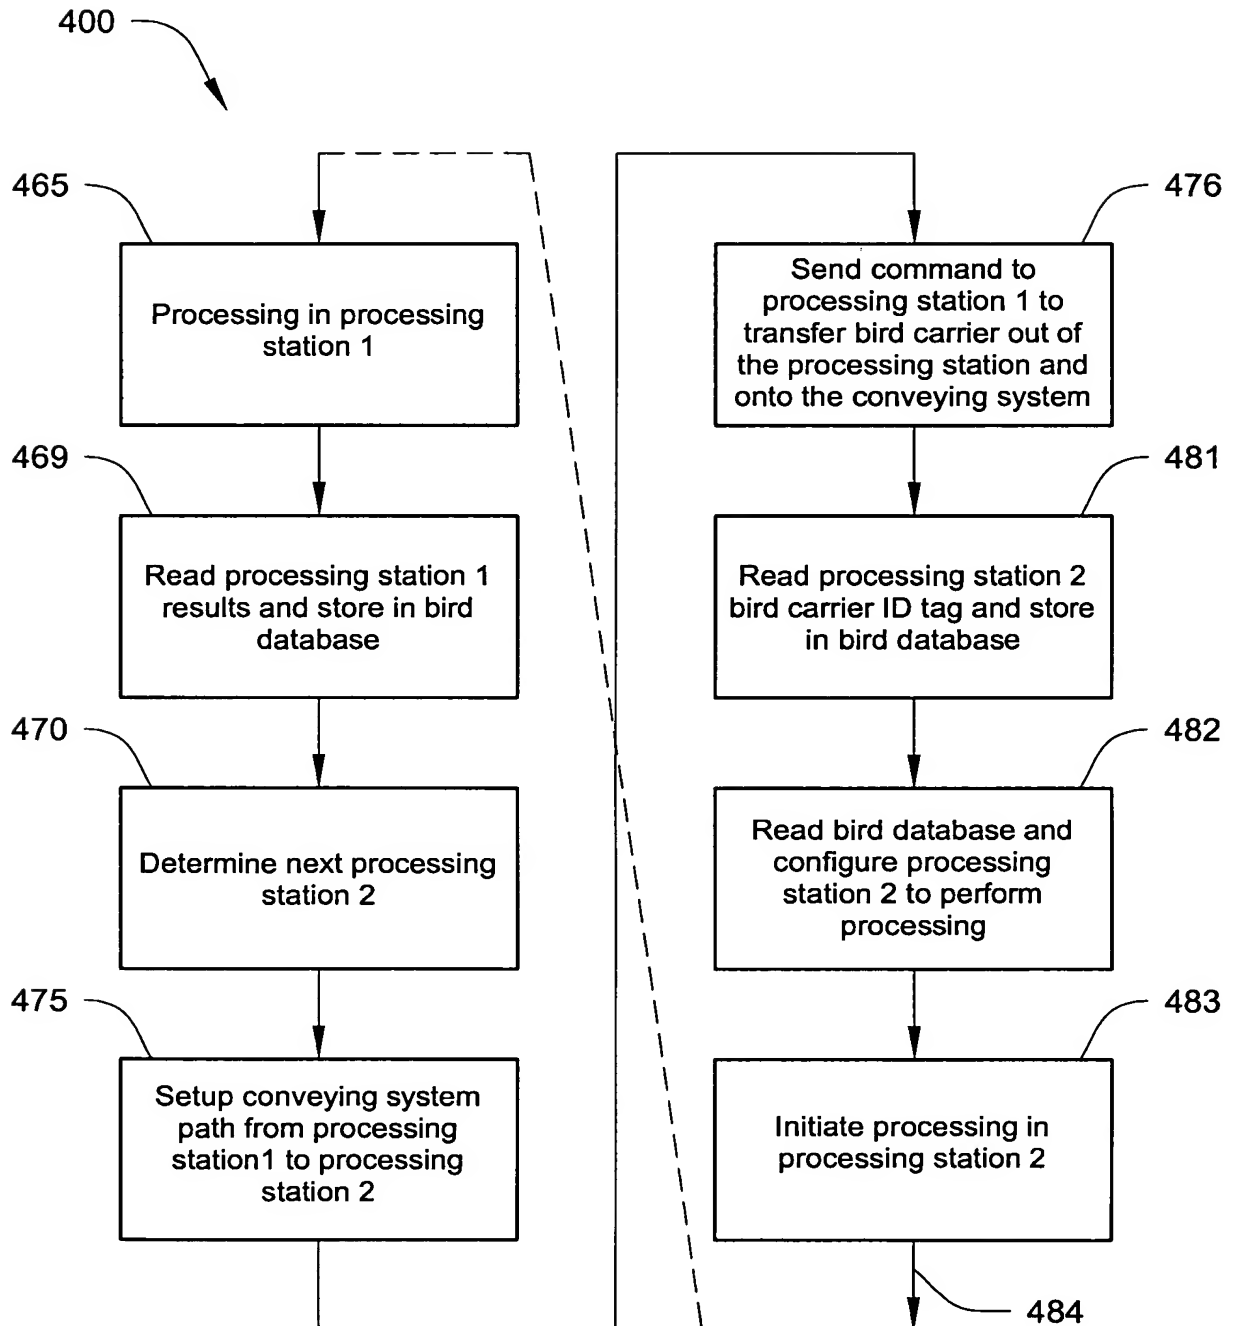 400
465
Processing in processing
station 1
469
Read processing station 1
results and store in bird
database
470
Determine next processing
station 2
475
Setup conveying system
path from processing
station1 to processing
station 2
476
Send command to
processing station 1 to
transfer bird carrier out of
the processing station and
onto the conveying system
481
Read processing station 2
bird carrier ID tag and store
in bird database
482
Read bird database and
configure processing
station 2 to perform
processing
483
Initiate processing in
processing station 2
484